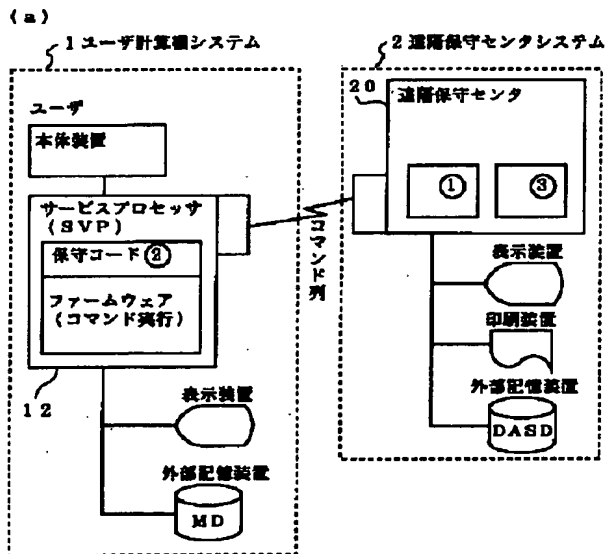 (a)
1 ユーザ計算機システム
ユーザ
本体装置
サービスプロセッサ
(SVP)
保守コード②
ファームウェア
(コマンド実行)
12
表示装置
外部記憶装置
MD
コマンド列
2 遠隔保守センタシステム
20
遠隔保守センタ
①
③
表示装置
印刷装置
外部記憶装置
DASD